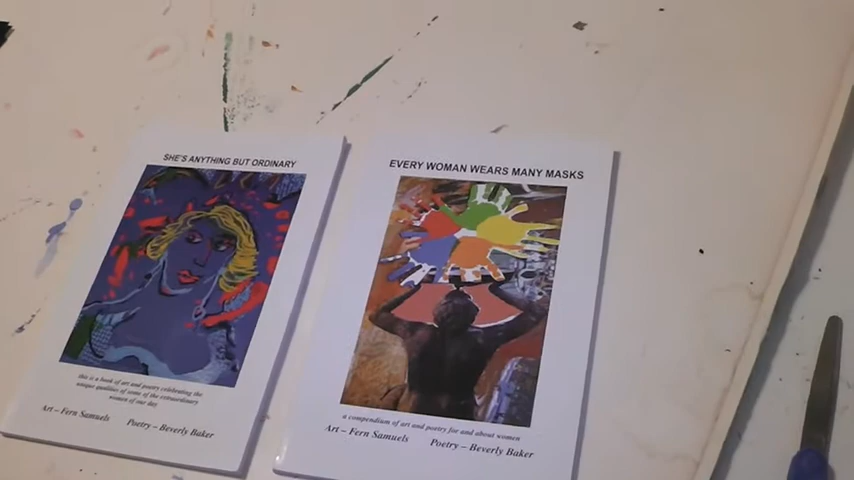 SHE'S ANYTHING BUT ORDINARY
this is a book of art and poetry celebrating the
unique qualities of some of the extraordinary
women of our day
Art – Fern Samuels Poetry – Beverly Baker
EVERY WOMAN WEARS MANY MASKS
a compendium of art and poetry for and about women
Art – Fern Samuels Poetry – Beverly Baker